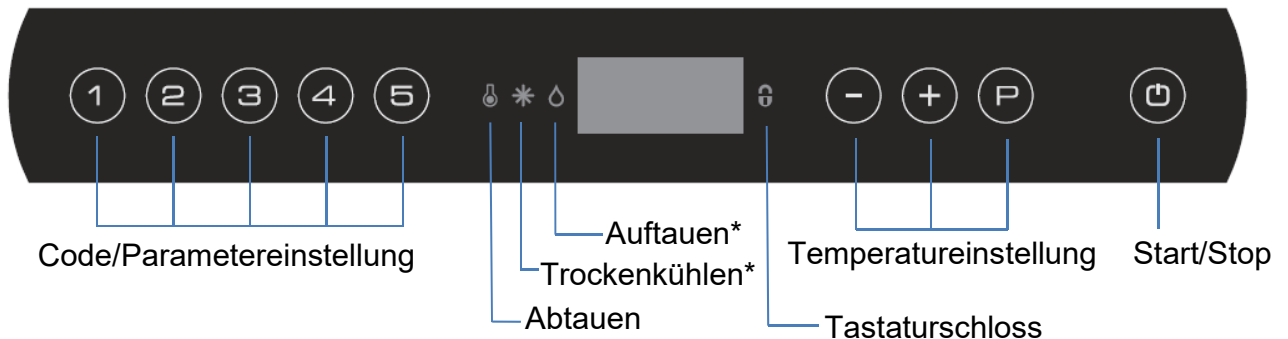 1 2 3 4 5 - + P
Auftauen*
Code/Parametereinstellung
Temperatureinstellung
Start/Stop
Trockenkühlen*
Abtauen
Tastaturschloss